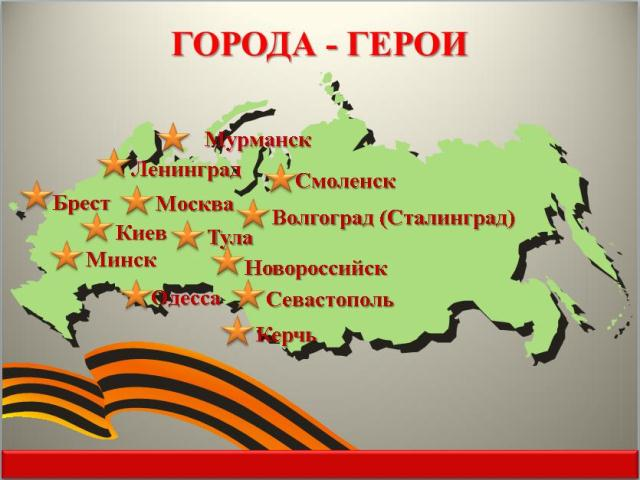 ГОРОДА - ГЕРОИ
Мурманск
Ленинград
Смоленск
Брест
Москва
Волгоград (Сталинград)
Киев
Тула
Минск
Новороссийск
Одесса
Севастополь
Керчь